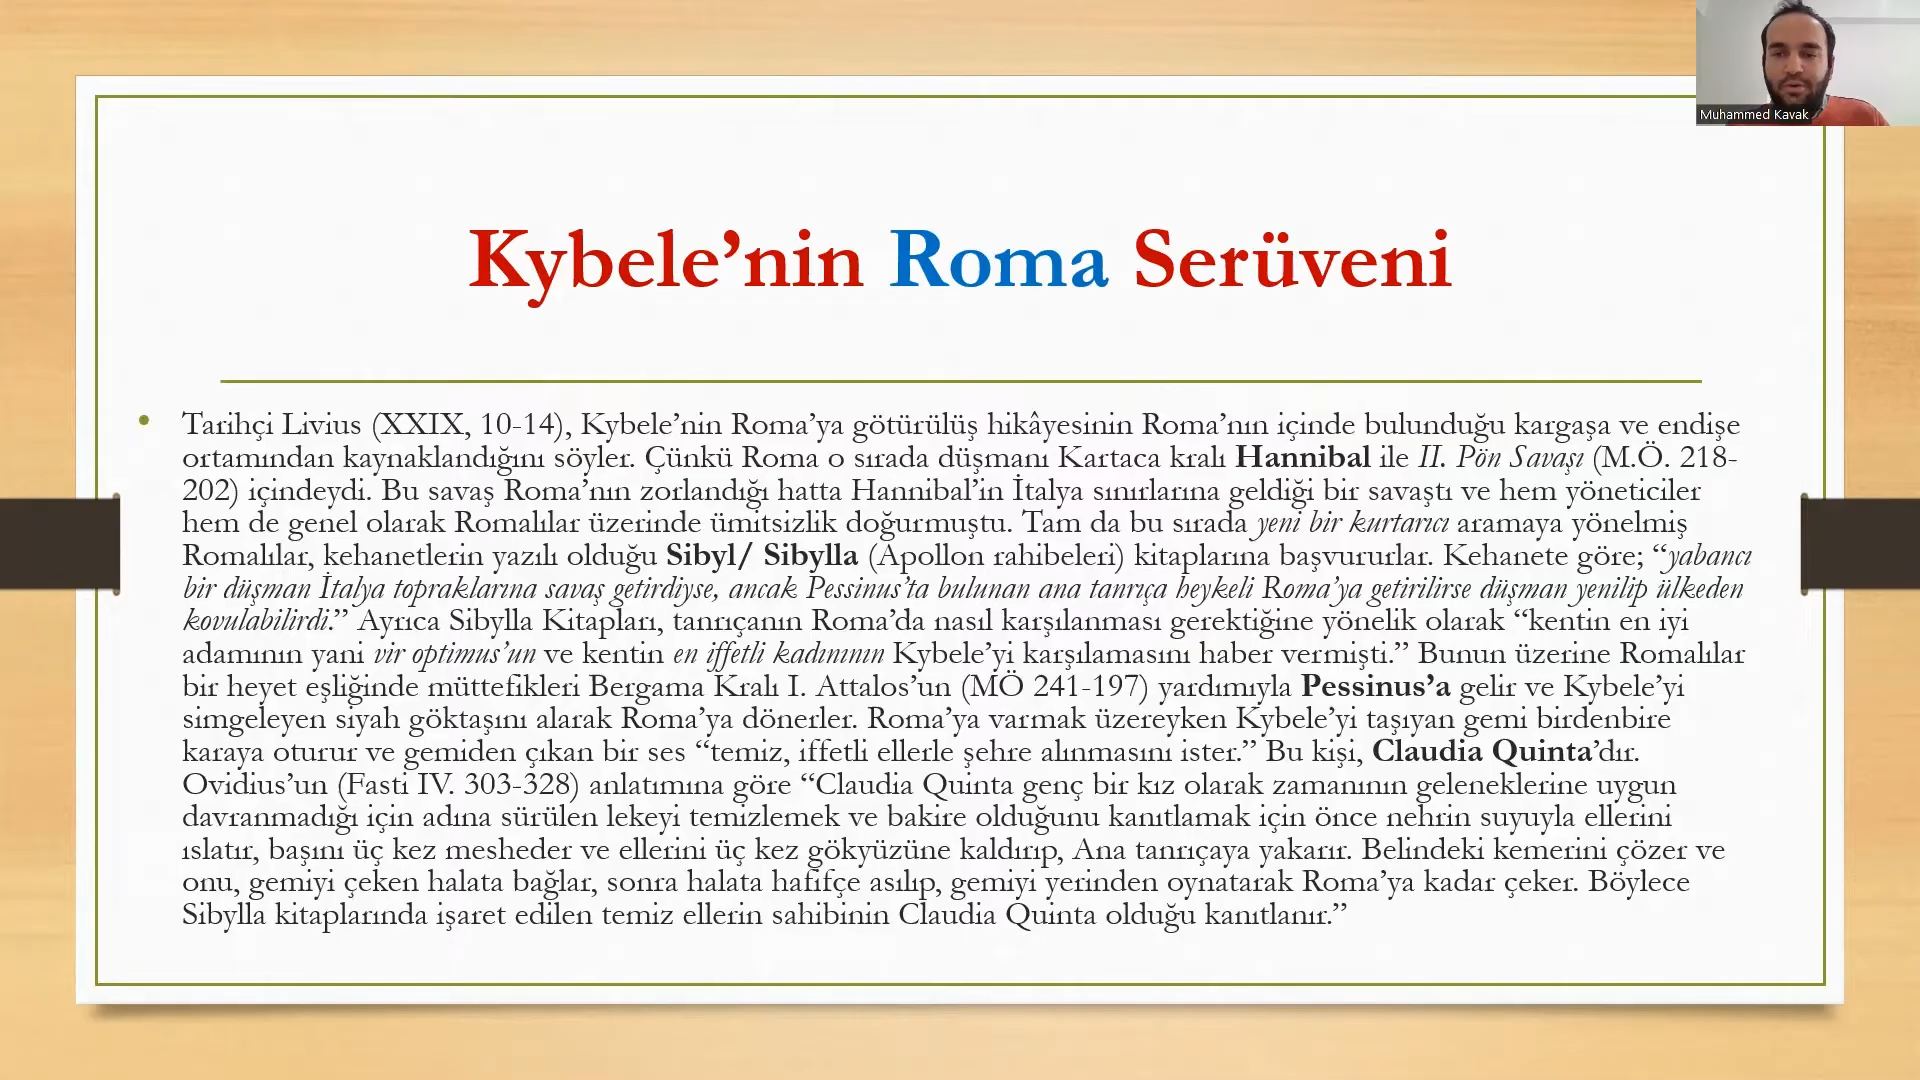 Muhammed Kavak
Kybele’nin Roma Serüveni
• Tarihçi Livius (XXIX, 10-14), Kybele’nin Roma’ya götürülüş hikâyesinin Roma’nın içinde bulunduğu kargaşa ve endişe
ortamından kaynaklandığını söyler. Çünkü Roma o sırada düşmanı Kartaca kralı Hannibal ile II. Pön Savaşı (M.Ö. 218-
202) içindeydi. Bu savaş Roma’nın zorlandığı hatta Hannibal’in İtalya sınırlarına geldiği bir savaştı ve hem yöneticiler
hem de genel olarak Romalılar üzerinde ümitsizlik doğurmuştu. Tam da bu sırada yeni bir kurtarıcı aramaya yönelmiş
Romalılar, kehanetlerin yazılı olduğu Sibyl/ Sibylla (Apollon rahibeleri) kitaplarına başvururlar. Kehanete göre; “yabancı
bir düşman İtalya topraklarına savaş getirdiyse, ancak Pessinus’ta bulunan ana tanrıça heykeli Roma’ya getirilirse düşman yenilip ülkeden
kovulabilirdi.” Ayrıca Sibylla Kitapları, tanrıçanın Roma’da nasıl karşılanması gerektiğine yönelik olarak “kentin en iyi
adamının yani vir optimus’un ve kentin en iffetli kadınının Kybele’yi karşılamasını haber vermişti.” Bunun üzerine Romalılar
bir heyet eşliğinde müttefikleri Bergama Kralı I. Attalos’un (MÖ 241-197) yardımıyla Pessinus’a gelir ve Kybele’yi
simgeleyen siyah göktaşını alarak Roma’ya dönerler. Roma’ya varmak üzereyken Kybele’yi taşıyan gemi birdenbire
karaya oturur ve gemiden çıkan bir ses “temiz, iffetli ellerle şehre alınmasını ister.” Bu kişi, Claudia Quinta’dır.
Ovidius’un (Fasti IV. 303-328) anlatımına göre “Claudia Quinta genç bir kız olarak zamanının geleneklerine uygun
davranmadığı için adına sürülen lekeyi temizlemek ve bakire olduğunu kanıtlamak için önce nehrin suyuyla ellerini
ıslatır, başını üç kez mesheder ve ellerini üç kez gökyüzüne kaldırıp, Ana tanrıçaya yakarır. Belindeki kemerini çözer ve
onu, gemiyi çeken halata bağlar, sonra halata hafifçe asılıp, gemiyi yerinden oynatarak Roma’ya kadar çeker. Böylece
Sibylla kitaplarında işaret edilen temiz ellerin sahibinin Claudia Quinta olduğu kanıtlanır.”